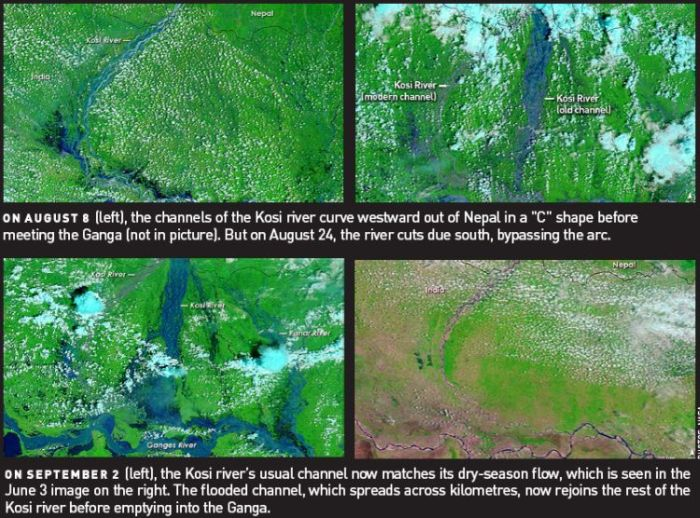 Nepal
Kosi River
India
Kosi River
(modern channel)
Kosi River
(old channel)
ON AUGUST 8 (left), the channels of the Kosi river curve westward out of Nepal in a "C" shape before
meeting the Ganga (not in picture). But on August 24, the river cuts due south, bypassing the arc.
Kosi River
Kosi River
Panar River
Ganges River
Nepal
India
ON SEPTEMBER 2 (left), the Kosi river's usual channel now matches its dry-season flow, which is seen in the
June 3 image on the right. The flooded channel, which spreads across kilometres, now rejoins the rest of the
Kosi river before emptying into the Ganga.